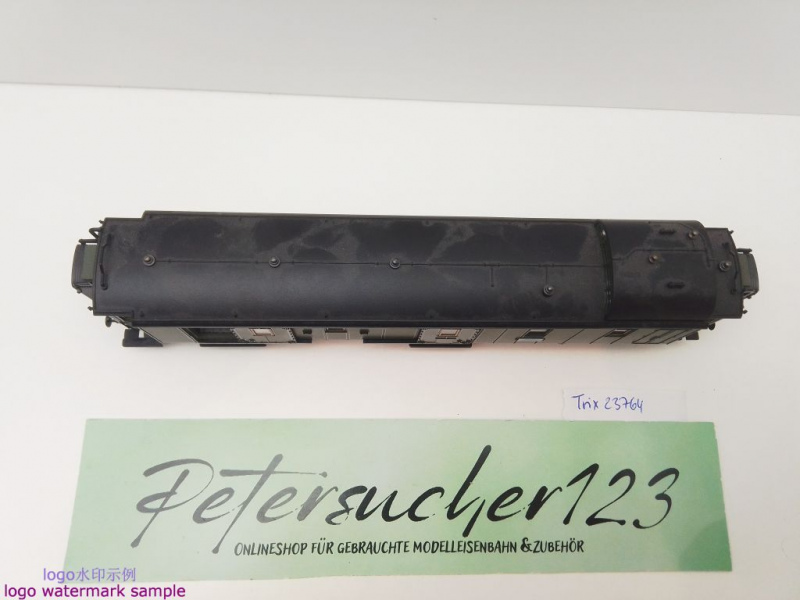 Trix 23764
Petersucher123
ONLINESHOP FÜR GEBRAUCHTE MODELLEISENBAHN & ZUBEHÖR
logo水印示例
logo watermark sample